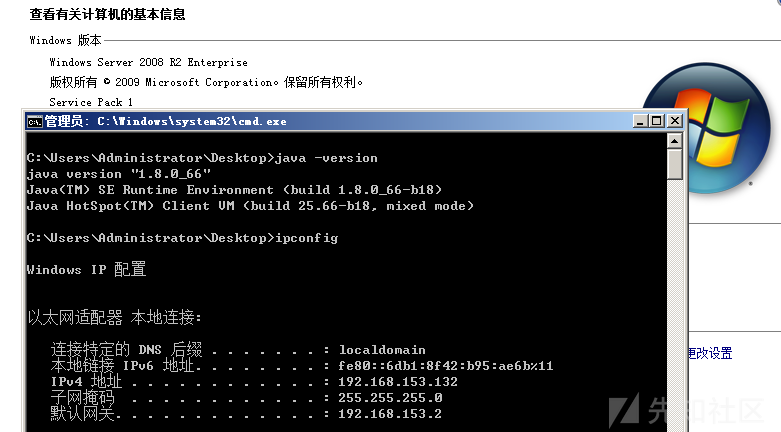 查看有关计算机的基本信息
Windows 版本
Windows Server 2008 R2 Enterprise
版权所有 © 2009 Microsoft Corporation。保留所有权利。
Service Pack 1
管理员: C:\Windows\system32\cmd.exe
C:\Users\Administrator\Desktop>java -version
java version "1.8.0_66"
Java(TM) SE Runtime Environment (build 1.8.0_66-b18)
Java HotSpot(TM) Client VM (build 25.66-b18, mixed mode)
C:\Users\Administrator\Desktop>ipconfig
Windows IP 配置
以太网适配器 本地连接:
连接特定的 DNS 后缀 . . . . . . . : localdomain
本地链接 IPv6 地址. . . . . . . . : fe80::6db1:8f42:b95:ae6b%11
IPv4 地址 . . . . . . . . . . . . : 192.168.153.132
子网掩码 . . . . . . . . . . . . : 255.255.255.0
默认网关. . . . . . . . . . . . . : 192.168.153.2
更改设置
先知社区